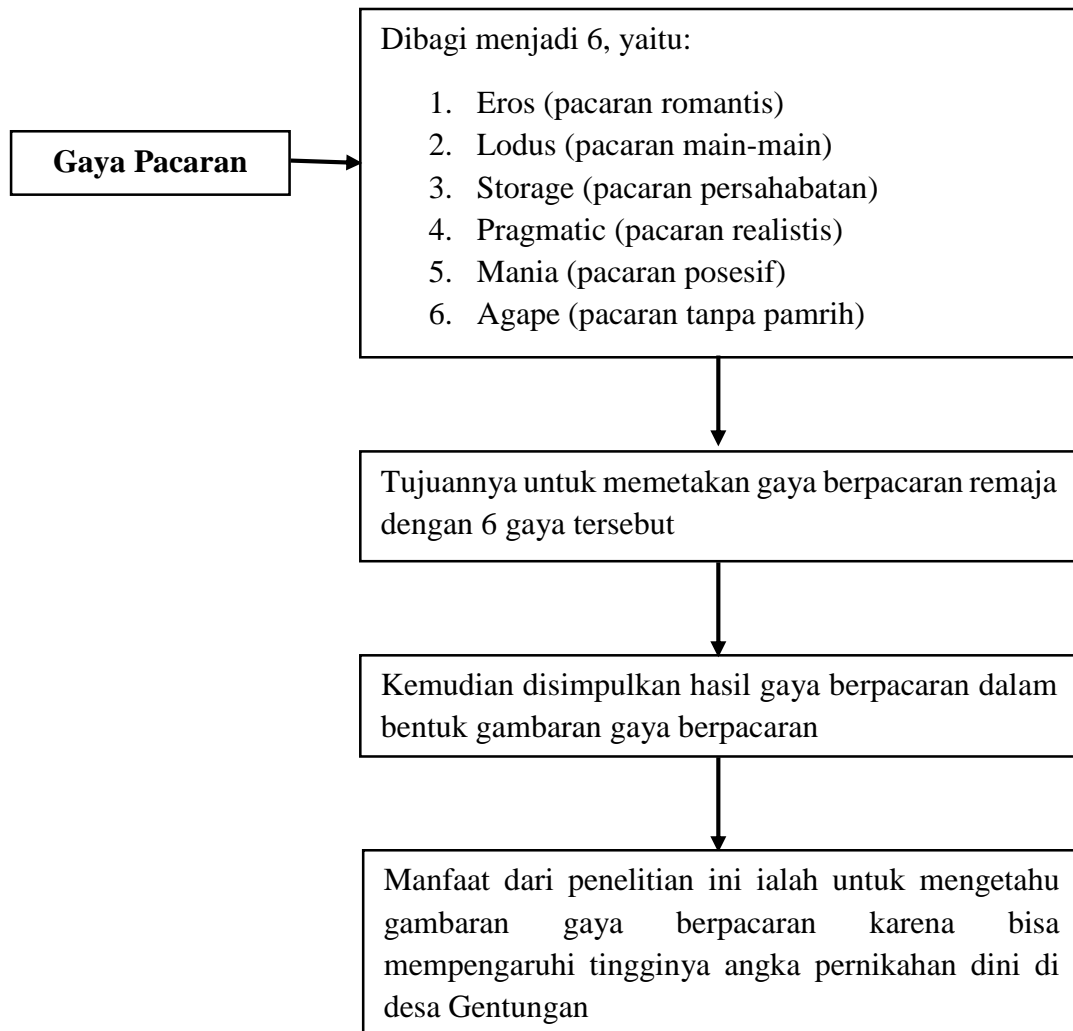 Gaya Pacaran
Dibagi menjadi 6, yaitu:
1. Eros (pacaran romantis)
2. Lodus (pacaran main-main)
3. Storage (pacaran persahabatan)
4. Pragmatic (pacaran realistis)
5. Mania (pacaran posesif)
6. Agape (pacaran tanpa pamrih)
Tujuannya untuk memetakan gaya berpacaran remaja
dengan 6 gaya tersebut
Kemudian disimpulkan hasil gaya berpacaran dalam
bentuk gambaran gaya berpacaran
Manfaat dari penelitian ini ialah untuk mengetahu
gambaran gaya berpacaran karena bisa
mempengaruhi tingginya angka pernikahan dini di
desa Gentungan